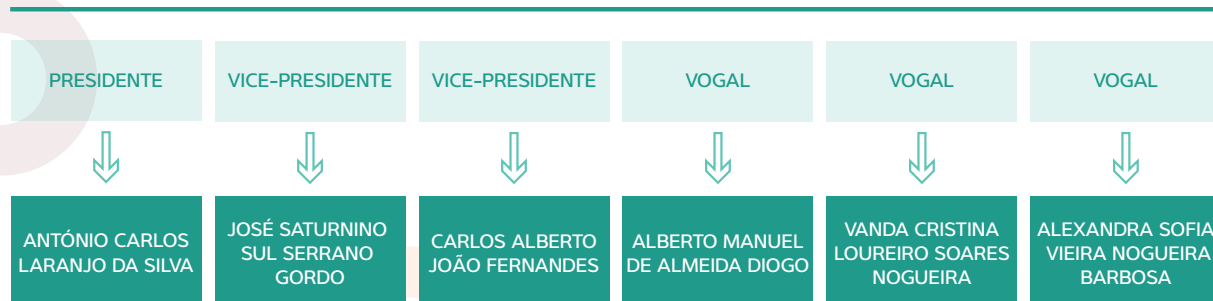 PRESIDENTE
VICE-PRESIDENTE
VICE-PRESIDENTE
VOGAL
VOGAL
VOGAL
ANTÓNIO CARLOS
LARANJO DA SILVA
JOSÉ SATURNINO
SUL SERRANO
GORDO
CARLOS ALBERTO
JOÃO FERNANDES
ALBERTO MANUEL
DE ALMEIDA DIOGO
VANDA CRISTINA
LOUREIRO SOARES
NOGUEIRA
ALEXANDRA SOFIA
VIEIRA NOGUEIRA
BARBOSA